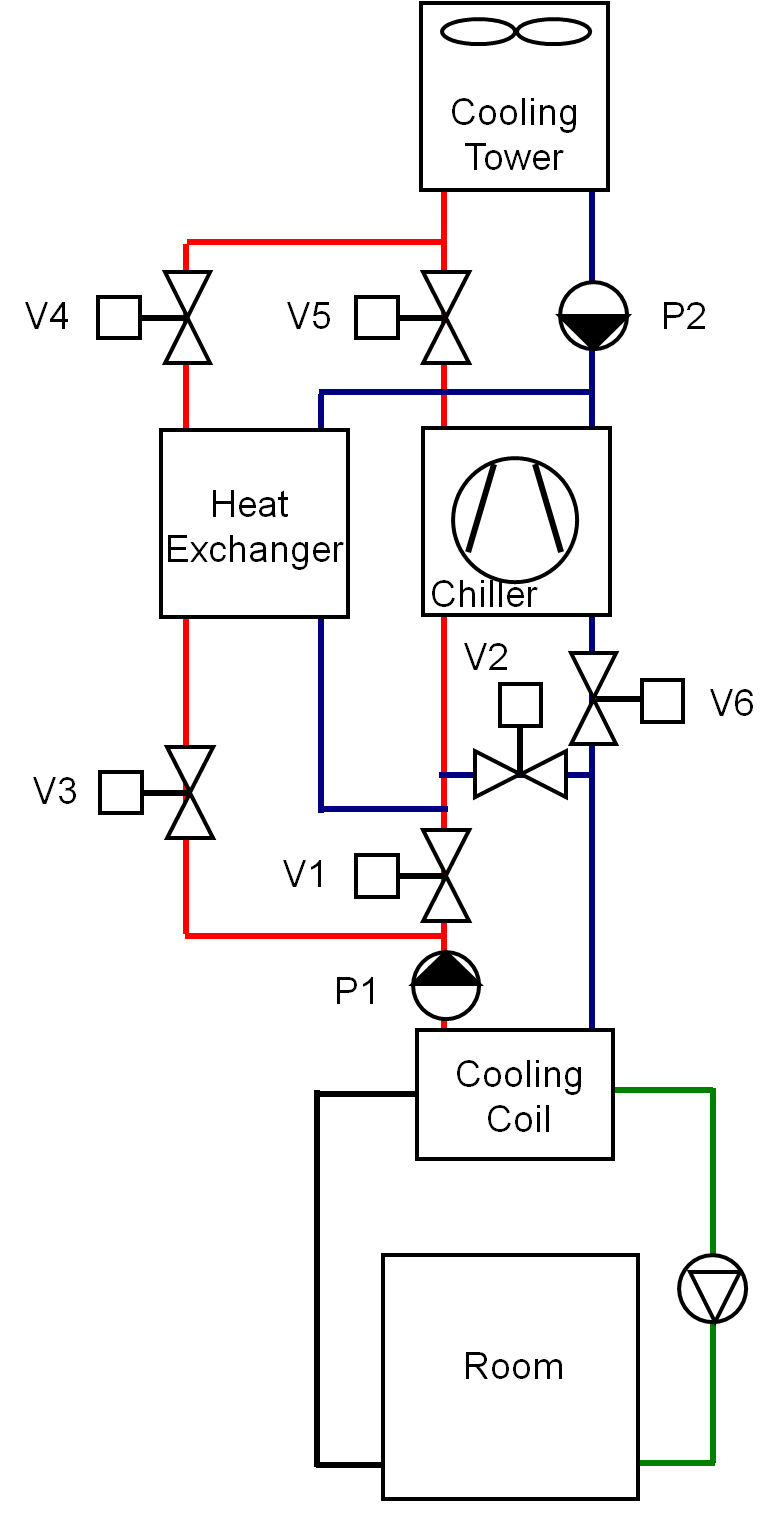 Cooling
Tower
V4
V5
P2
Heat
Exchanger
Chiller
V2
V6
V3
V1
P1
Cooling
Coil
Room